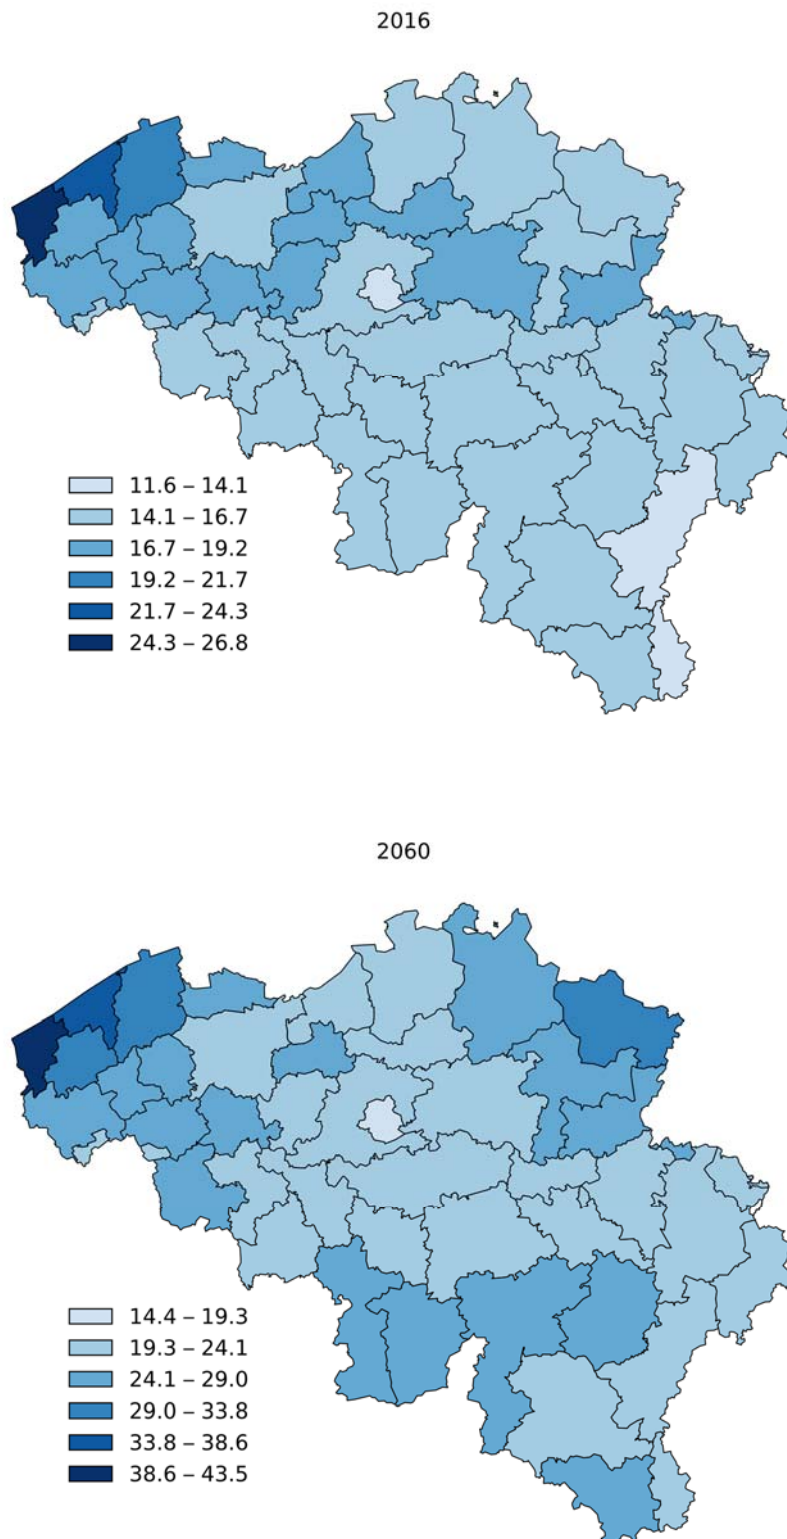 2016
11.6 – 14.1
14.1 – 16.7
16.7 – 19.2
19.2 – 21.7
21.7 – 24.3
24.3 – 26.8
2060
14.4 – 19.3
19.3 – 24.1
24.1 – 29.0
29.0 – 33.8
33.8 – 38.6
38.6 – 43.5